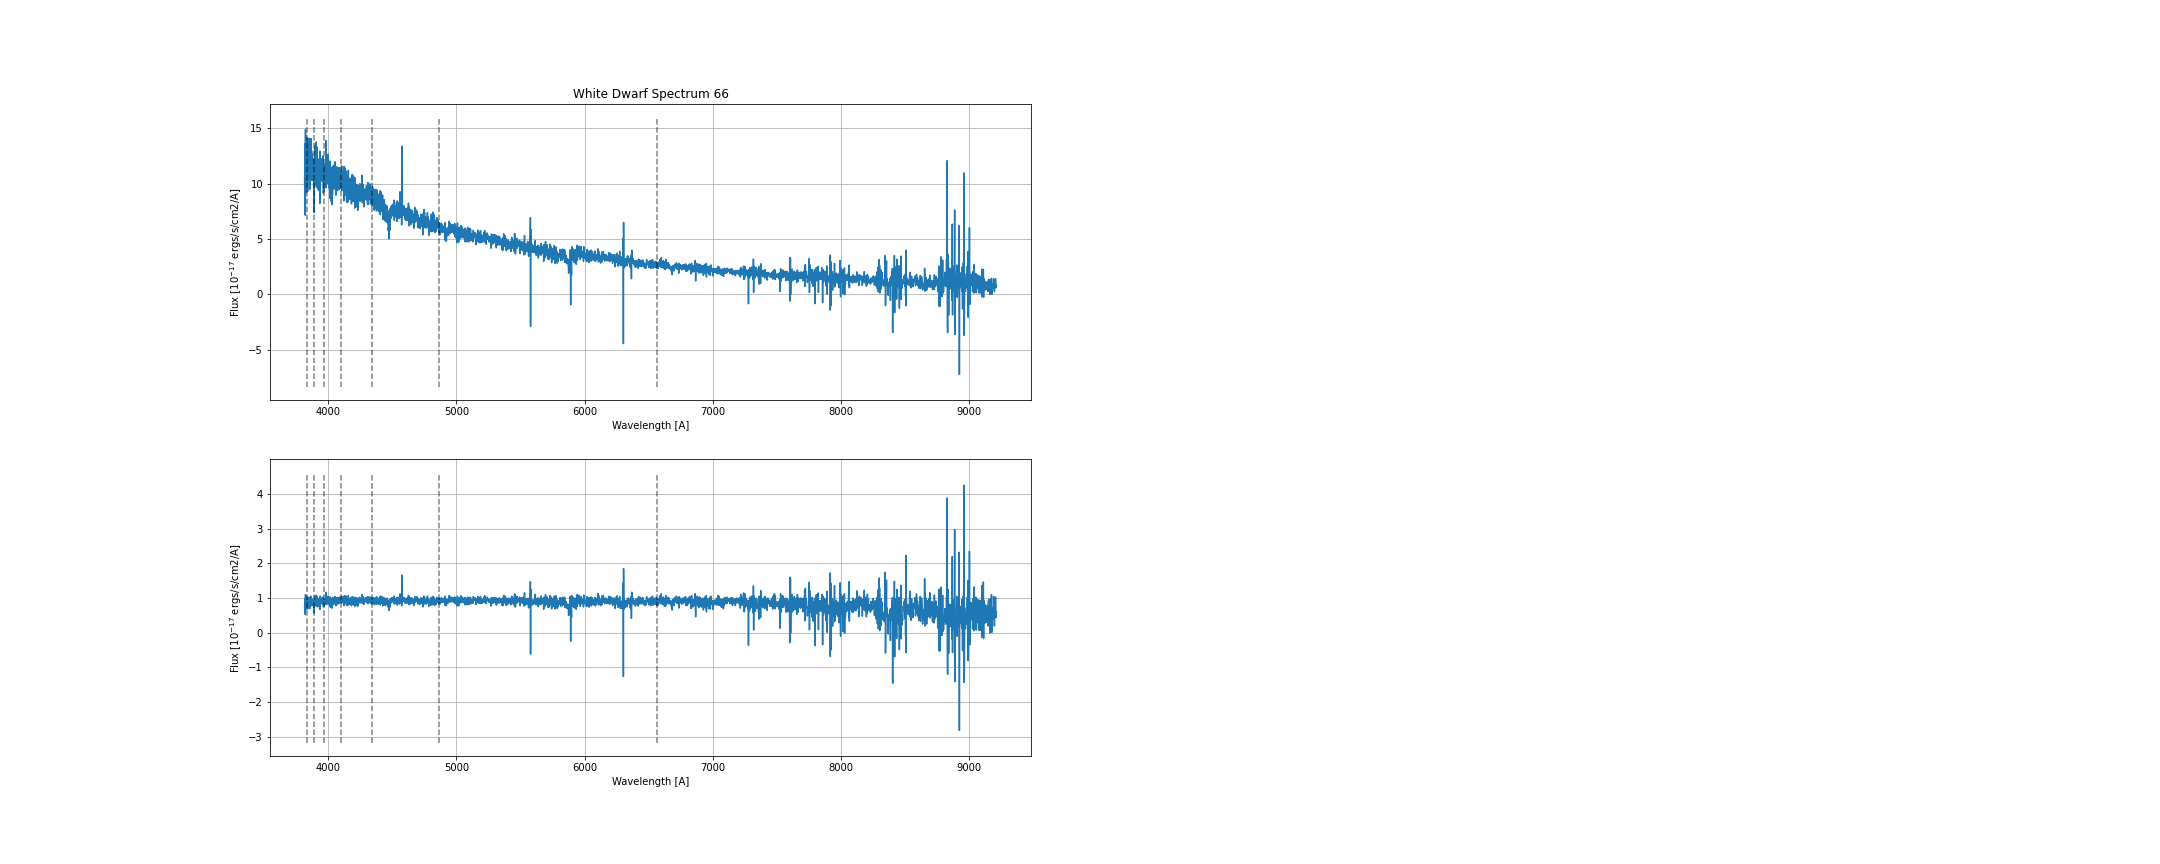 White Dwarf Spectrum 66
15
10
5
0
−5
Flux [10⁻¹⁷ ergs/s/cm2/A]
4000 5000 6000 7000 8000 9000
Wavelength [A]
4
3
2
1
0
−1
−2
−3
Flux [10⁻¹⁷ ergs/s/cm2/A]
4000 5000 6000 7000 8000 9000
Wavelength [A]